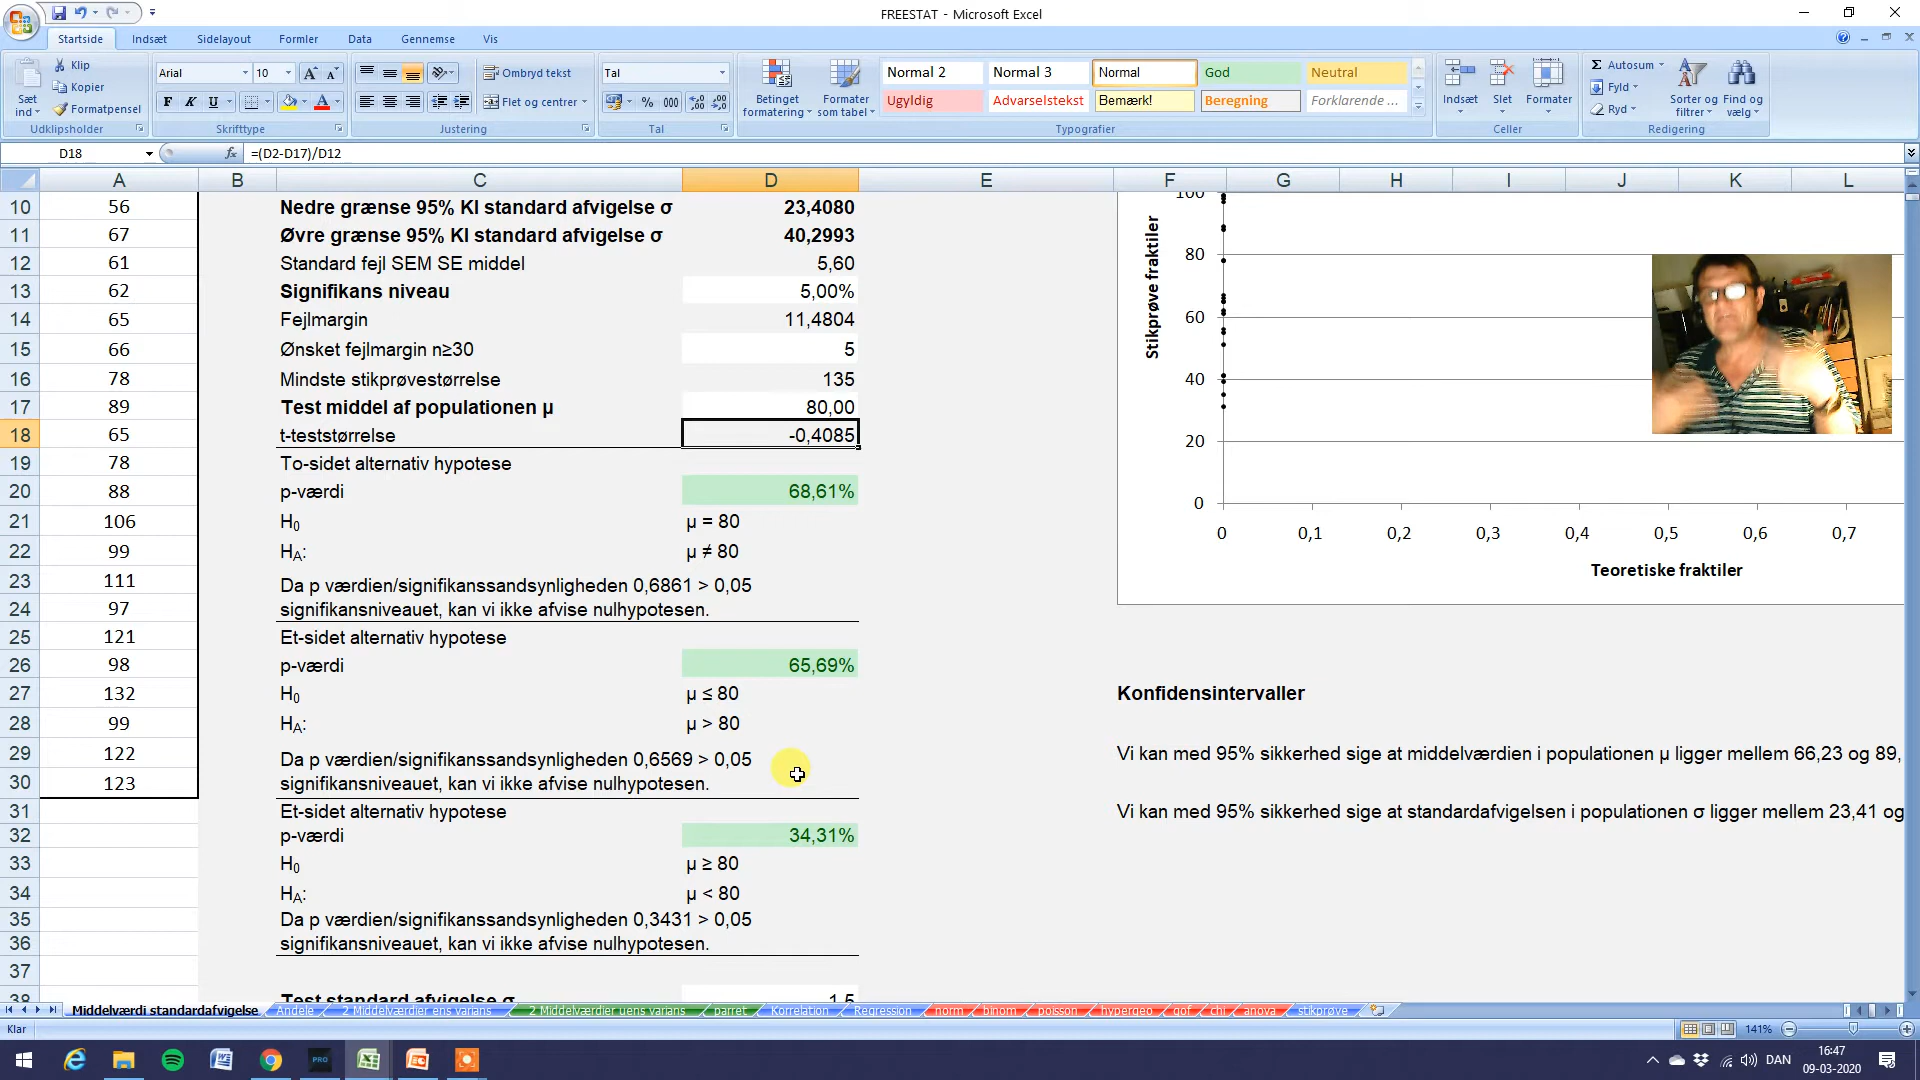 FREESTAT - Microsoft Excel
Startside Indsæt Sidelayout Formler Data Gennemse Vis
Sæt ind
Klip
Kopier
Formatpensel
Udklipsholder
Arial 10
F K U
Skrifttype
Ombryd tekst
Flet og centrer
Justering
Tal
% 000
Tal
Betinget formatering
Formater som tabel
Normal 2 Normal 3 Normal God Neutral
Ugyldig Advarselstekst Bemærk! Beregning Forklarende ...
Typografier
Indsæt Slet Formater
Celler
Autosum
Fyld
Ryd
Sorter og filtrer
Find og vælg
Redigering
D18 fx =(D2-D17)/D12
A B C D E F G H I J K L
10 56 Nedre grænse 95% KI standard afvigelse σ 23,4080
11 67 Øvre grænse 95% KI standard afvigelse σ 40,2993
12 61 Standard fejl SEM SE middel 5,60
13 62 Signifikans niveau 5,00%
14 65 Fejlmargin 11,4804
15 66 Ønsket fejlmargin n≥30 5
16 78 Mindste stikprøvestørrelse 135
17 89 Test middel af populationen μ 80,00
18 65 t-teststørrelse -0,4085
19 78 To-sidet alternativ hypotese
20 88 p-værdi 68,61%
21 106 H0 μ = 80
22 99 HA: μ ≠ 80
23 111 Da p værdien/signifikanssandsynligheden 0,6861 > 0,05
24 97 signifikansniveauet, kan vi ikke afvise nulhypotesen.
25 121 Et-sidet alternativ hypotese
26 98 p-værdi 65,69%
27 132 H0 μ ≤ 80
28 99 HA: μ > 80
29 122 Da p værdien/signifikanssandsynligheden 0,6569 > 0,05
30 123 signifikansniveauet, kan vi ikke afvise nulhypotesen.
31 Et-sidet alternativ hypotese
32 p-værdi 34,31%
33 H0 μ ≥ 80
34 HA: μ < 80
35 Da p værdien/signifikanssandsynligheden 0,3431 > 0,05
36 signifikansniveauet, kan vi ikke afvise nulhypotesen.
37
38 Test standard afvigelse σ 1,5
Stikprøve fraktiler
100
80
60
40
20
0
0 0,1 0,2 0,3 0,4 0,5 0,6 0,7
Teoretiske fraktiler
Konfidensintervaller
Vi kan med 95% sikkerhed sige at middelværdien i populationen μ ligger mellem 66,23 og 89,
Vi kan med 95% sikkerhed sige at standardafvigelsen i populationen σ ligger mellem 23,41 og
Middelværdi standardafvigelse Andele 2 Middelværdier ens varians 2 Middelværdier uens varians parret Korrelation Regression norm binom poisson hypergeo gof chi anova stikprøve
Klar 141%
PRO
DAN
16:47
09-03-2020